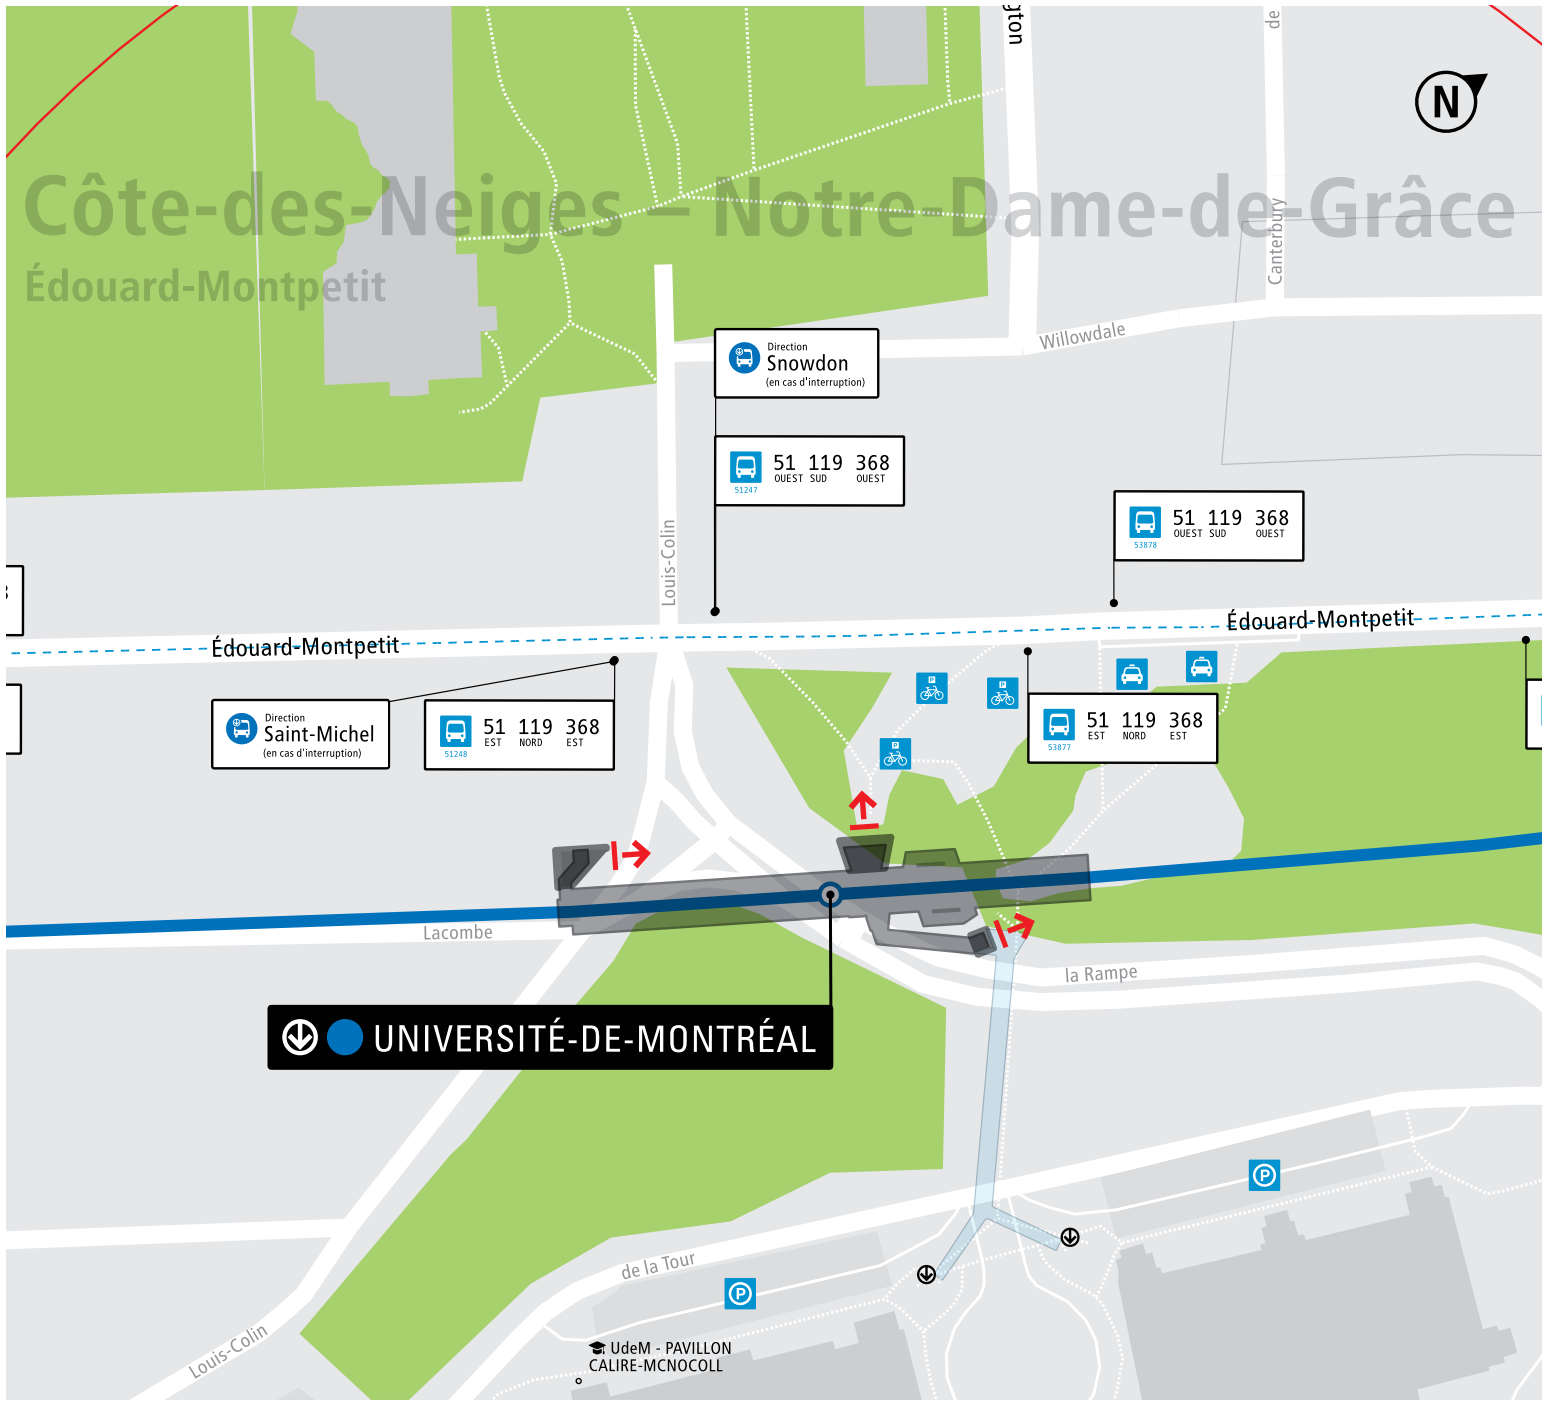 gton
de
N
Côte-des-Neiges – Notre-Dame-de-Grâce
Édouard-Montpetit
Canterbury
Willowdale
Direction
Snowdon
(en cas d'interruption)
51 119 368
OUEST SUD OUEST
51247
51 119 368
OUEST SUD OUEST
53878
Louis-Colin
Édouard-Montpetit
Édouard-Montpetit
Direction
Saint-Michel
(en cas d'interruption)
51 119 368
EST NORD EST
51248
P
P
P
51 119 368
EST NORD EST
53877
Lacombe
la Rampe
UNIVERSITÉ-DE-MONTRÉAL
P
de la Tour
P
Louis-Colin
UdeM - PAVILLON
CALIRE-MCNOCOLL